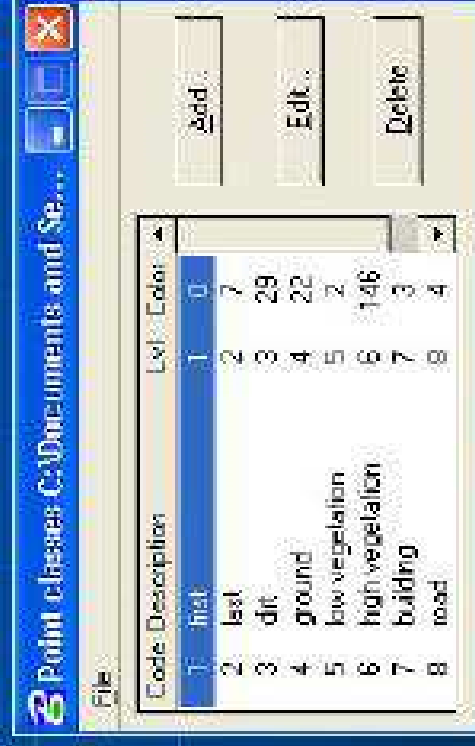 Point classes C:\Documents and Se...
File
Code Description Lvl Color
1 first 1 0
2 last 2 7
3 dirt 3 29
4 ground 4 22
5 low vegetation 5 2
6 high vegetation 6 146
7 building 7 3
8 road 8 4
Add...
Edit...
Delete